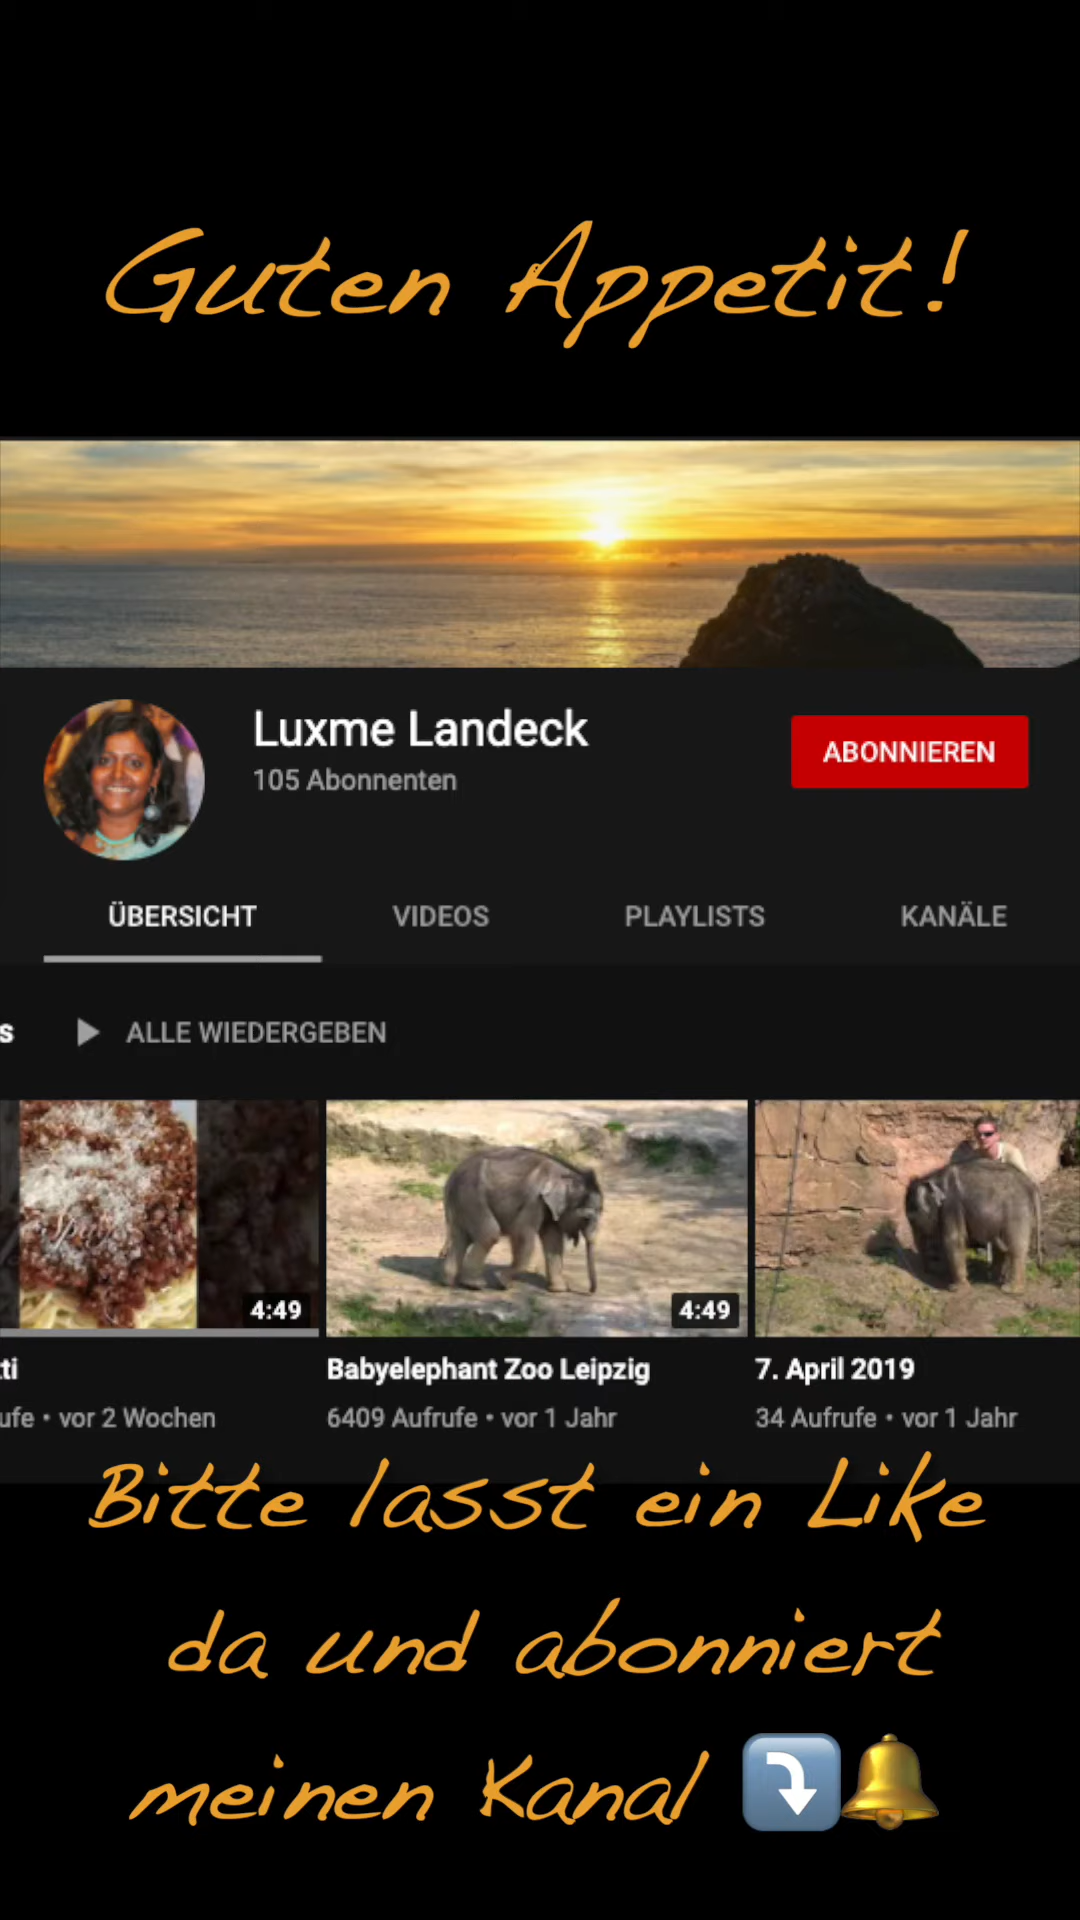 Guten Appetit!
Luxme Landeck
105 Abonnenten
ABONNIEREN
ÜBERSICHT VIDEOS PLAYLISTS KANÄLE
s ALLE WIEDERGEBEN
4:49 4:49
tti Babyelephant Zoo Leipzig 7. April 2019
ufe • vor 2 Wochen 6409 Aufrufe • vor 1 Jahr 34 Aufrufe • vor 1 Jahr
Bitte lasst ein Like
da und abonniert
meinen Kanal ⤵️🔔